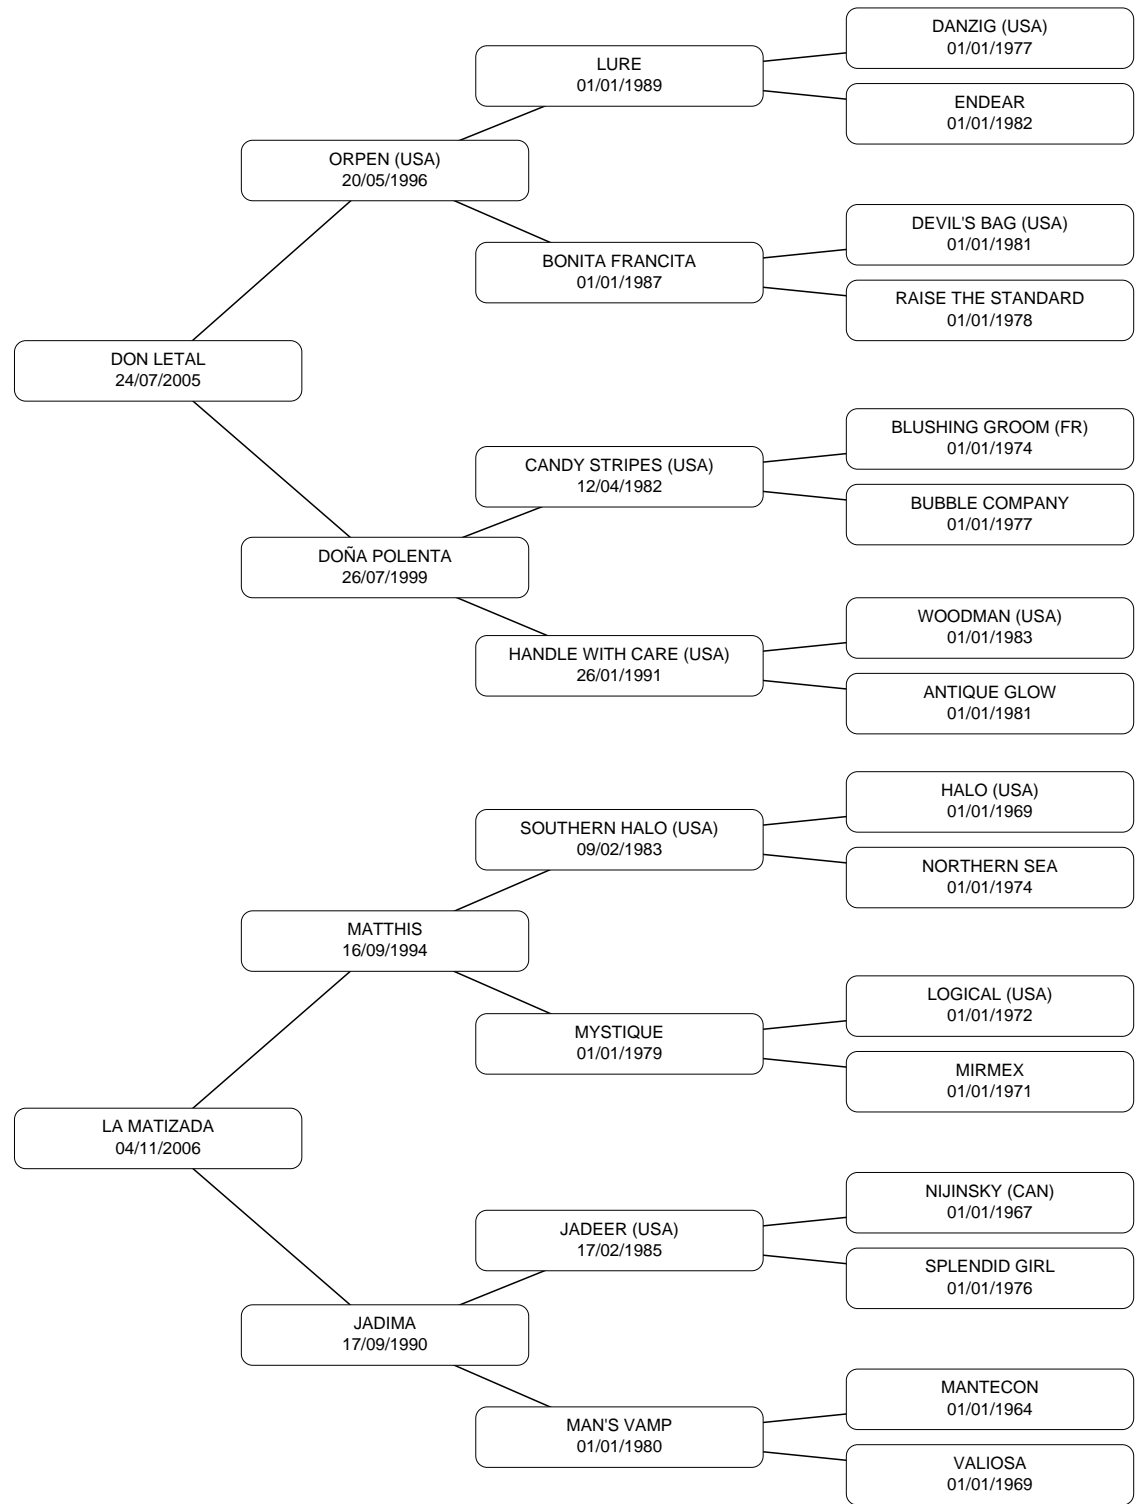 DANZIG (USA)
01/01/1977
LURE
01/01/1989
ENDEAR
01/01/1982
ORPEN (USA)
20/05/1996
DEVIL'S BAG (USA)
01/01/1981
BONITA FRANCITA
01/01/1987
RAISE THE STANDARD
01/01/1978
DON LETAL
24/07/2005
BLUSHING GROOM (FR)
01/01/1974
CANDY STRIPES (USA)
12/04/1982
BUBBLE COMPANY
01/01/1977
DOÑA POLENTA
26/07/1999
WOODMAN (USA)
01/01/1983
HANDLE WITH CARE (USA)
26/01/1991
ANTIQUE GLOW
01/01/1981
HALO (USA)
01/01/1969
SOUTHERN HALO (USA)
09/02/1983
NORTHERN SEA
01/01/1974
MATTHIS
16/09/1994
LOGICAL (USA)
01/01/1972
MYSTIQUE
01/01/1979
MIRMEX
01/01/1971
LA MATIZADA
04/11/2006
NIJINSKY (CAN)
01/01/1967
JADEER (USA)
17/02/1985
SPLENDID GIRL
01/01/1976
JADIMA
17/09/1990
MANTECON
01/01/1964
MAN'S VAMP
01/01/1980
VALIOSA
01/01/1969